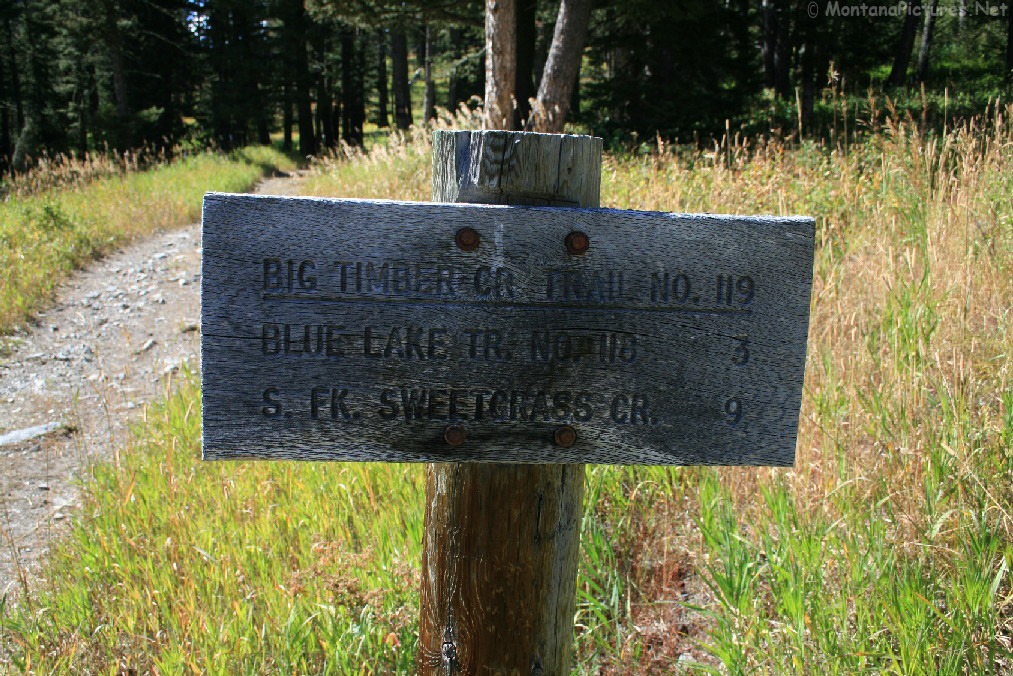 © MontanaPictures.Net
BIG TIMBER CR. TRAIL NO. 119
BLUE LAKE TR. NO. 118 3
S. FK. SWEETGRASS CR. 9